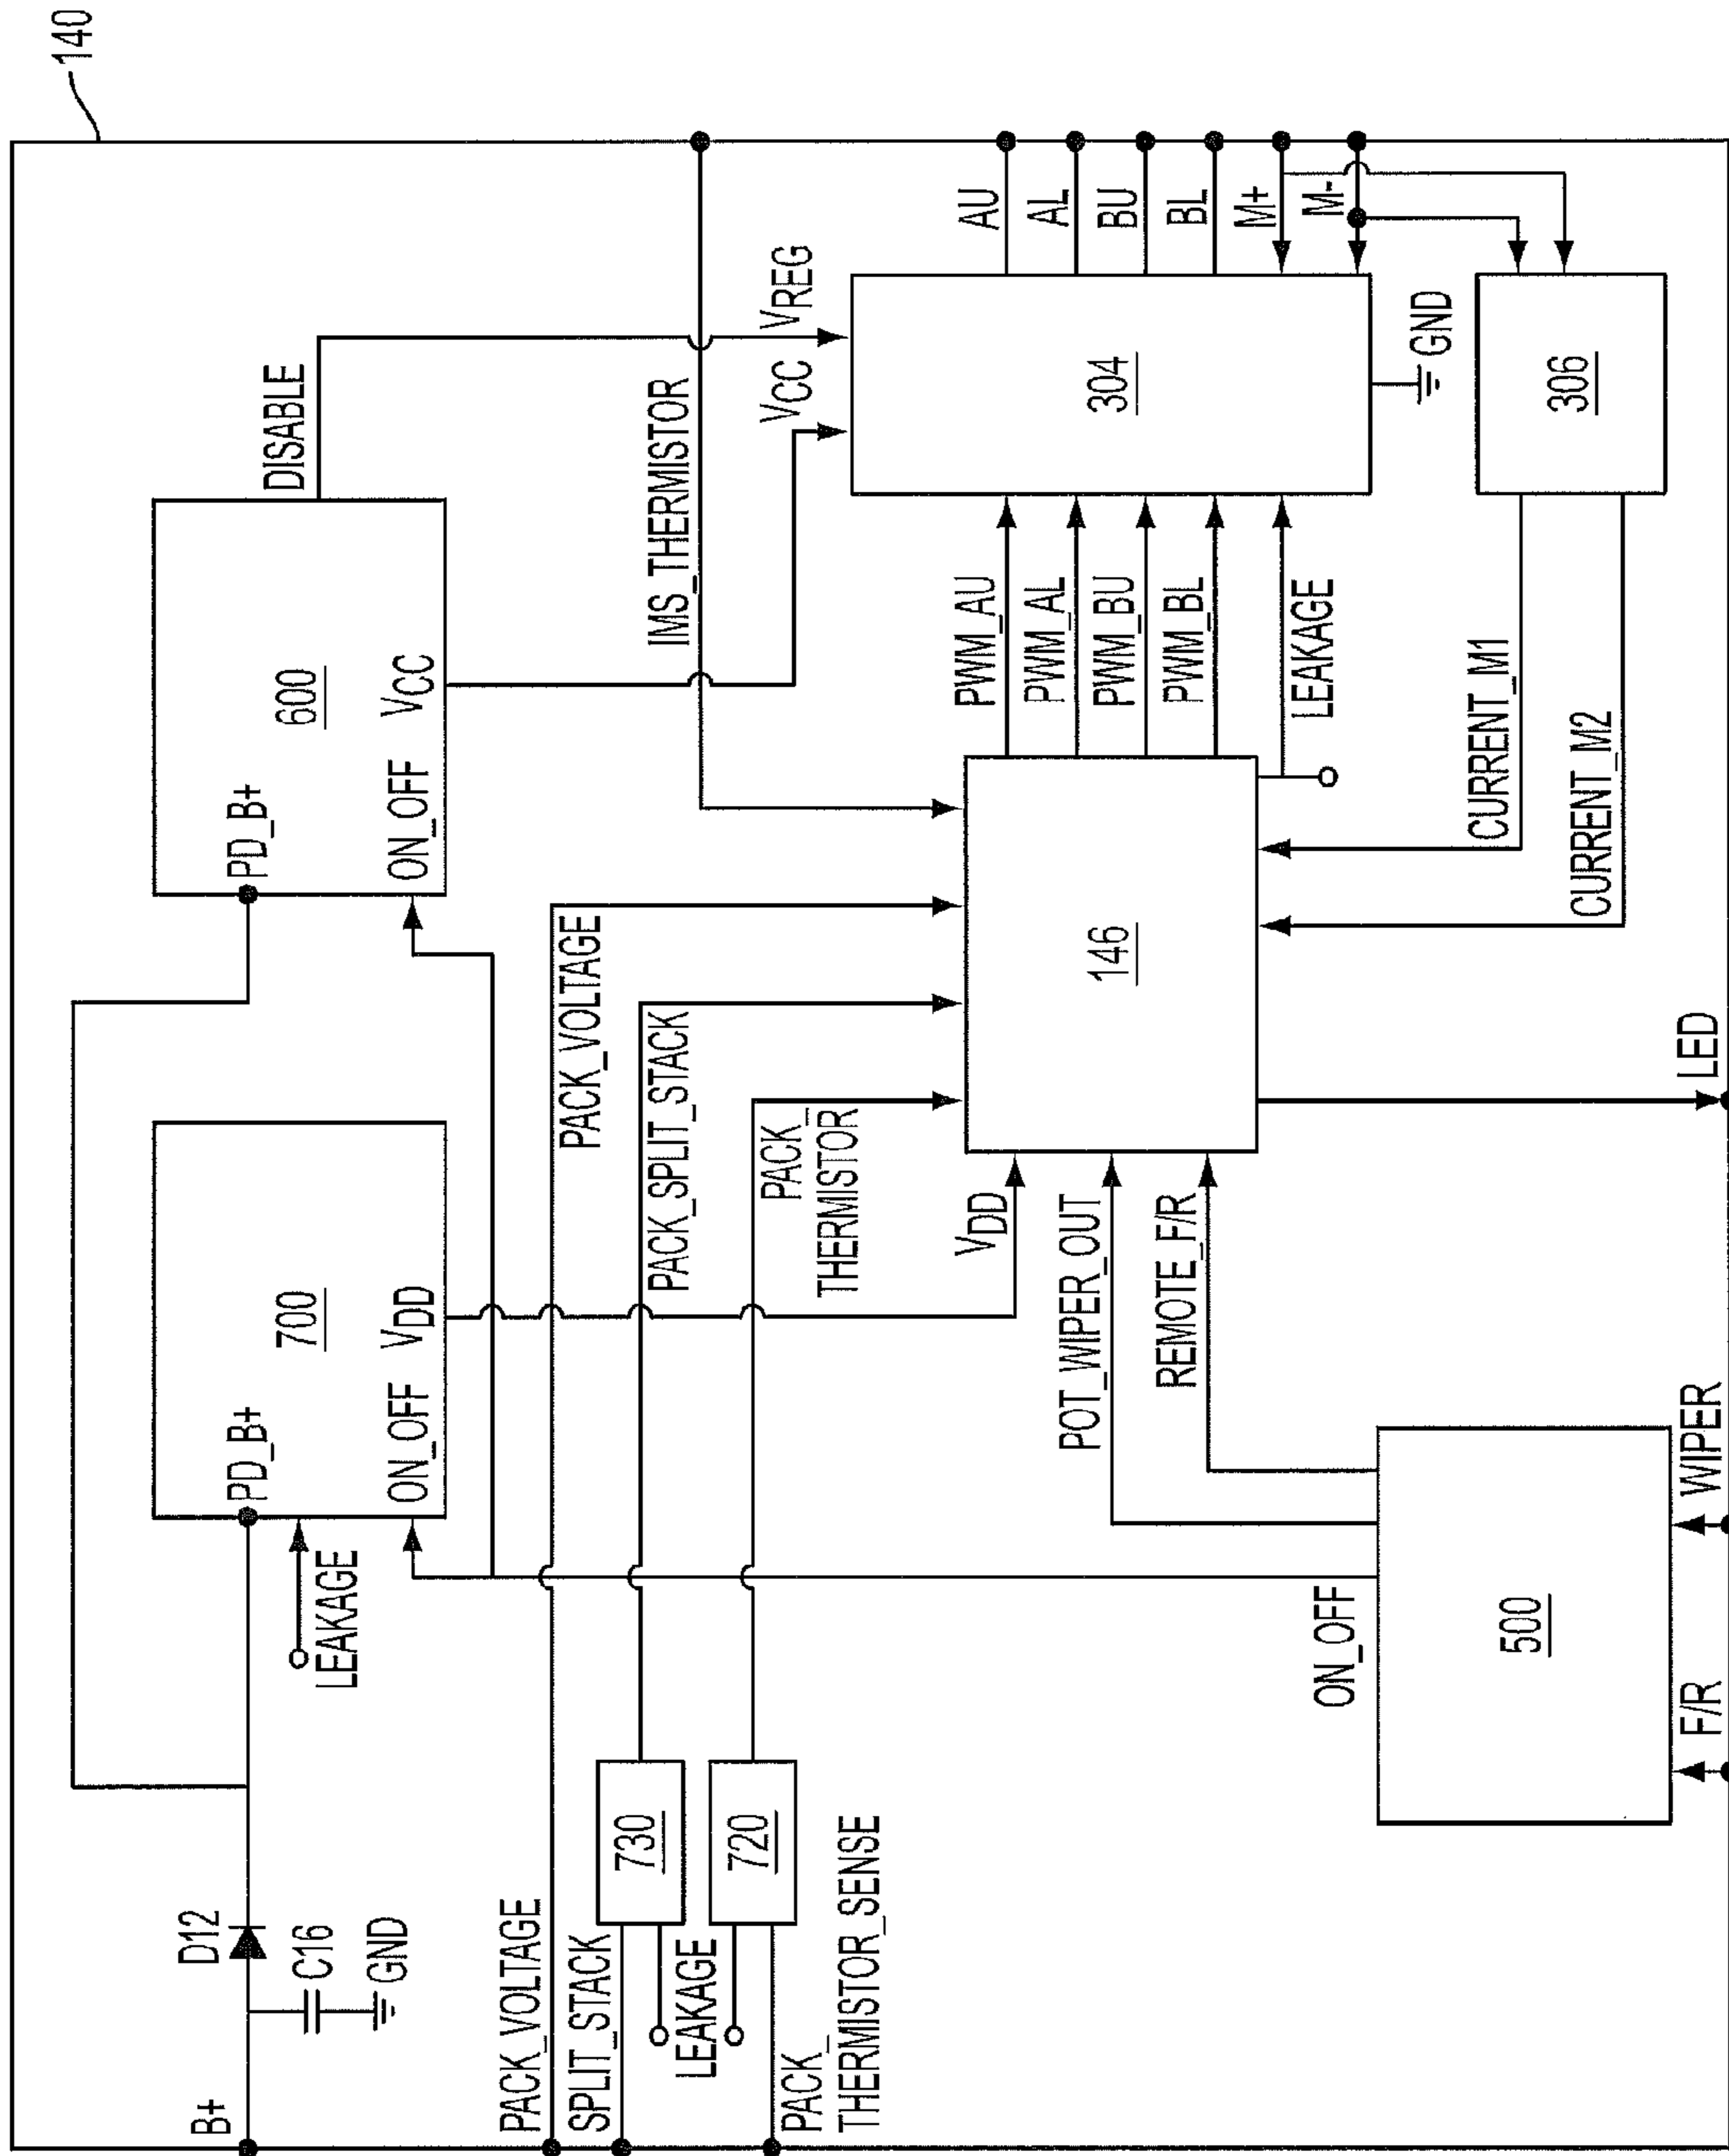 140
B+
D12
C16
GND
PD_B+
LEAKAGE
ON_OFF
700
VDD
PD_B+
ON_OFF
600
VCC
DISABLE
PACK_VOLTAGE
SPLIT_STACK
LEAKAGE
PACK_
THERMISTOR_SENSE
730
720
PACK_VOLTAGE
PACK_SPLIT_STACK
PACK_
THERMISTOR
VDD
POT_WIPER_OUT
REMOTE_F/R
IMS_THERMISTOR
VCC
VREG
146
PWM_AU
PWM_AL
PWM_BU
PWM_BL
LEAKAGE
304
GND
AU
AL
BU
BL
M+
M-
306
CURRENT_M1
CURRENT_M2
ON_OFF
500
F/R
WIPER
LED